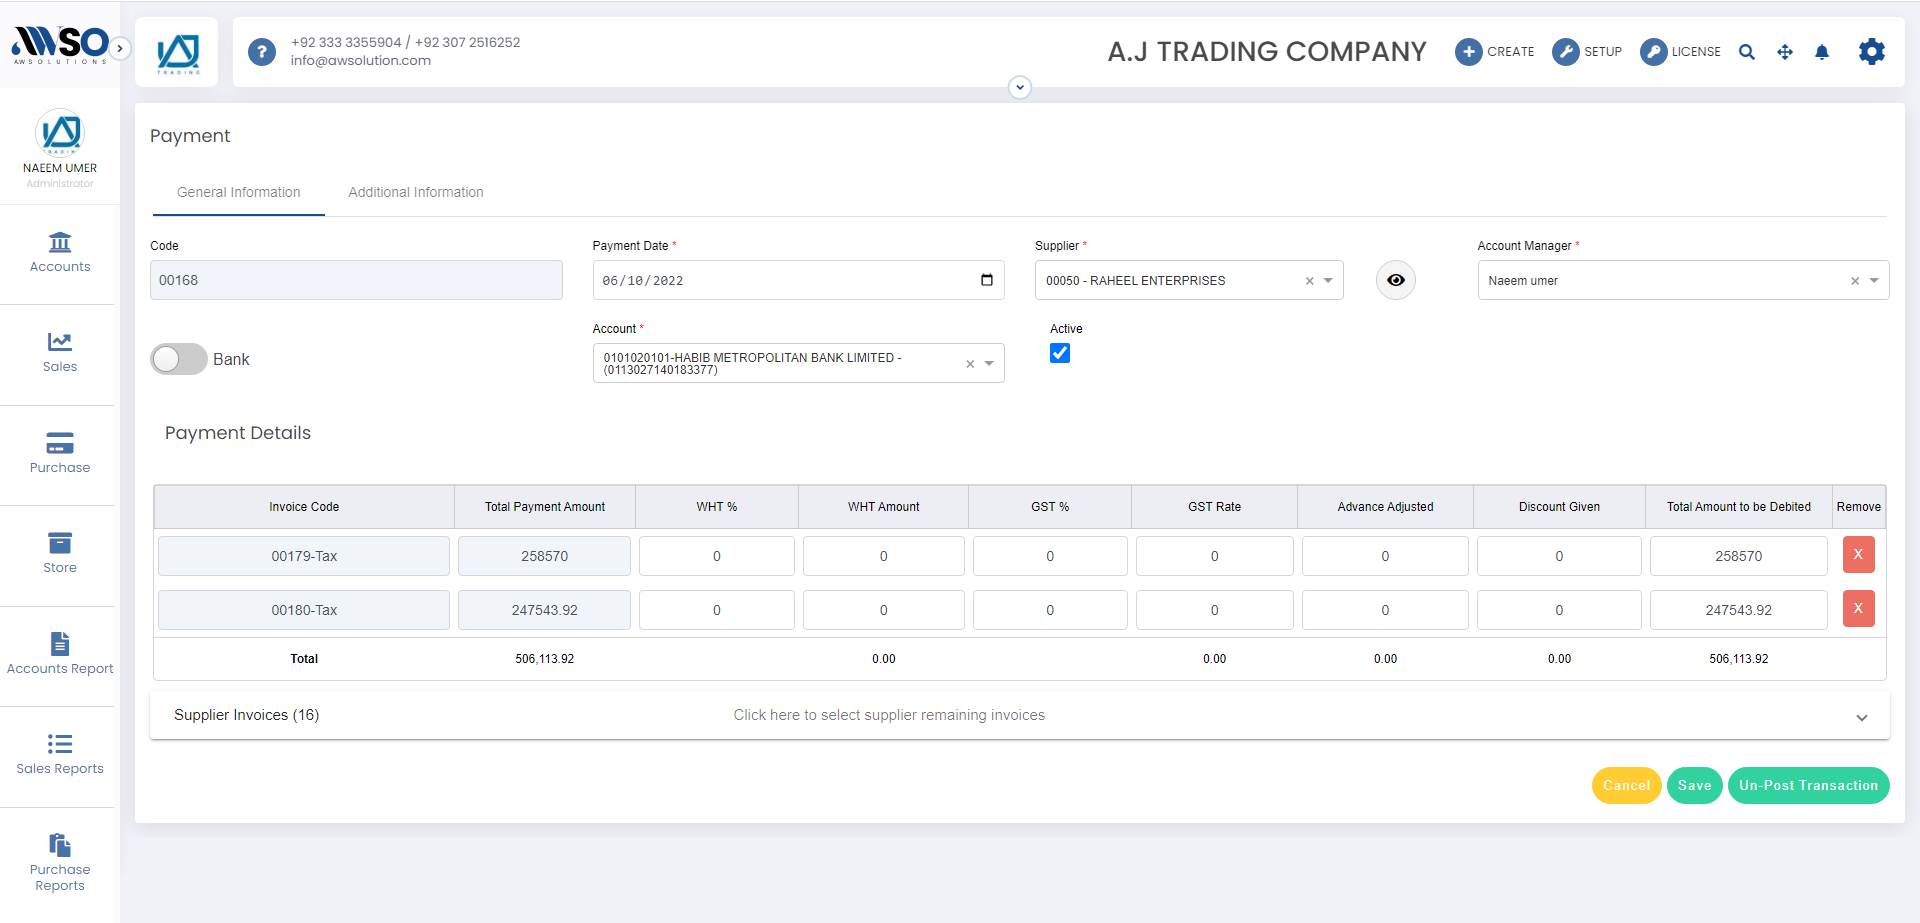 AWSO
AWSOLUTIONS
TRADING
+92 333 3355904 / +92 307 2516252
info@awsolution.com
A.J TRADING COMPANY
CREATE
SETUP
LICENSE
NAEEM UMER
Administrator
Accounts
Sales
Purchase
Store
Accounts Report
Sales Reports
Purchase
Reports
Payment
General Information
Additional Information
Code
Payment Date *
Supplier *
Account Manager *
00168
06/10/2022
00050 - RAHEEL ENTERPRISES
Naeem umer
Bank
Account *
0101020101-HABIB METROPOLITAN BANK LIMITED -
(0113027140183377)
Active
Payment Details
Invoice Code Total Payment Amount WHT % WHT Amount GST % GST Rate Advance Adjusted Discount Given Total Amount to be Debited Remove
00179-Tax 258570 0 0 0 0 0 0 258570 X
00180-Tax 247543.92 0 0 0 0 0 0 247543.92 X
Total 506,113.92 0.00 0.00 0.00 0.00 506,113.92
Supplier Invoices (16)
Click here to select supplier remaining invoices
Cancel
Save
Un-Post Transaction